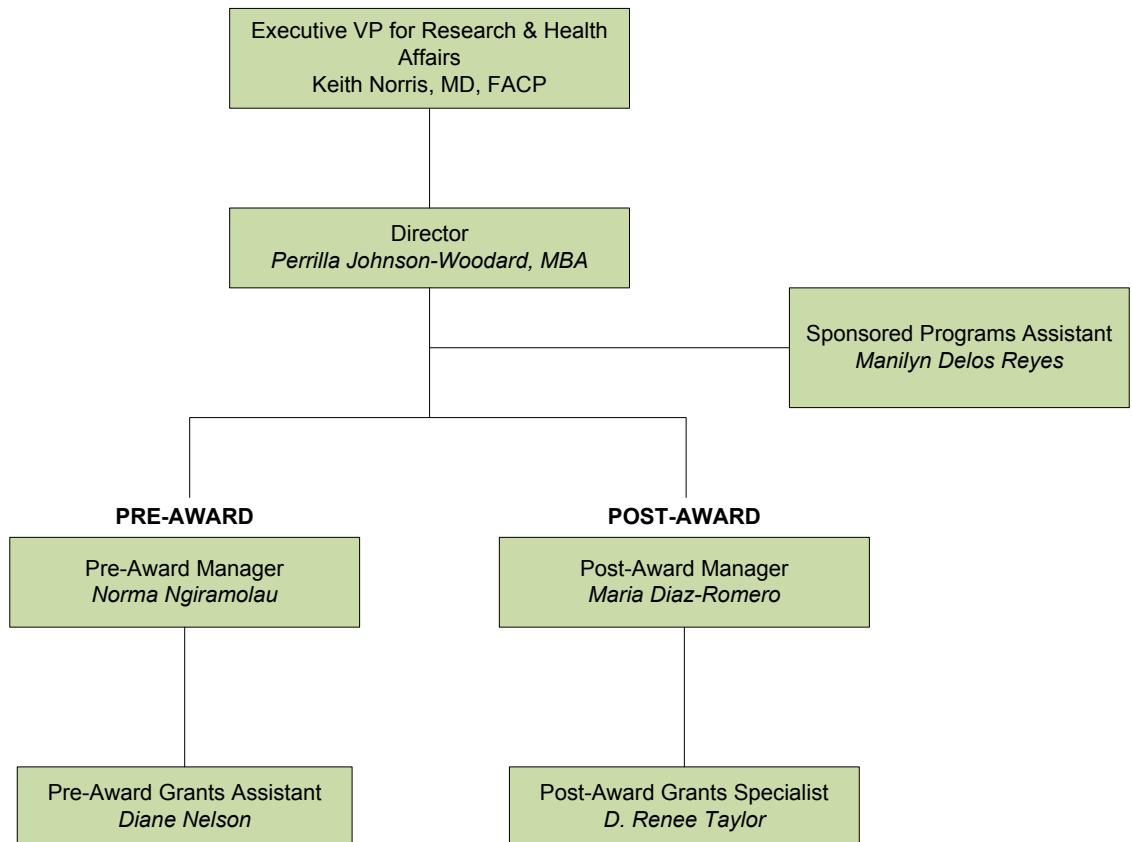 Executive VP for Research & Health
Affairs
Keith Norris, MD, FACP
Director
Perrilla Johnson-Woodard, MBA
Sponsored Programs Assistant
Manilyn Delos Reyes
PRE-AWARD
Pre-Award Manager
Norma Ngiramolau
POST-AWARD
Post-Award Manager
Maria Diaz-Romero
Pre-Award Grants Assistant
Diane Nelson
Post-Award Grants Specialist
D. Renee Taylor